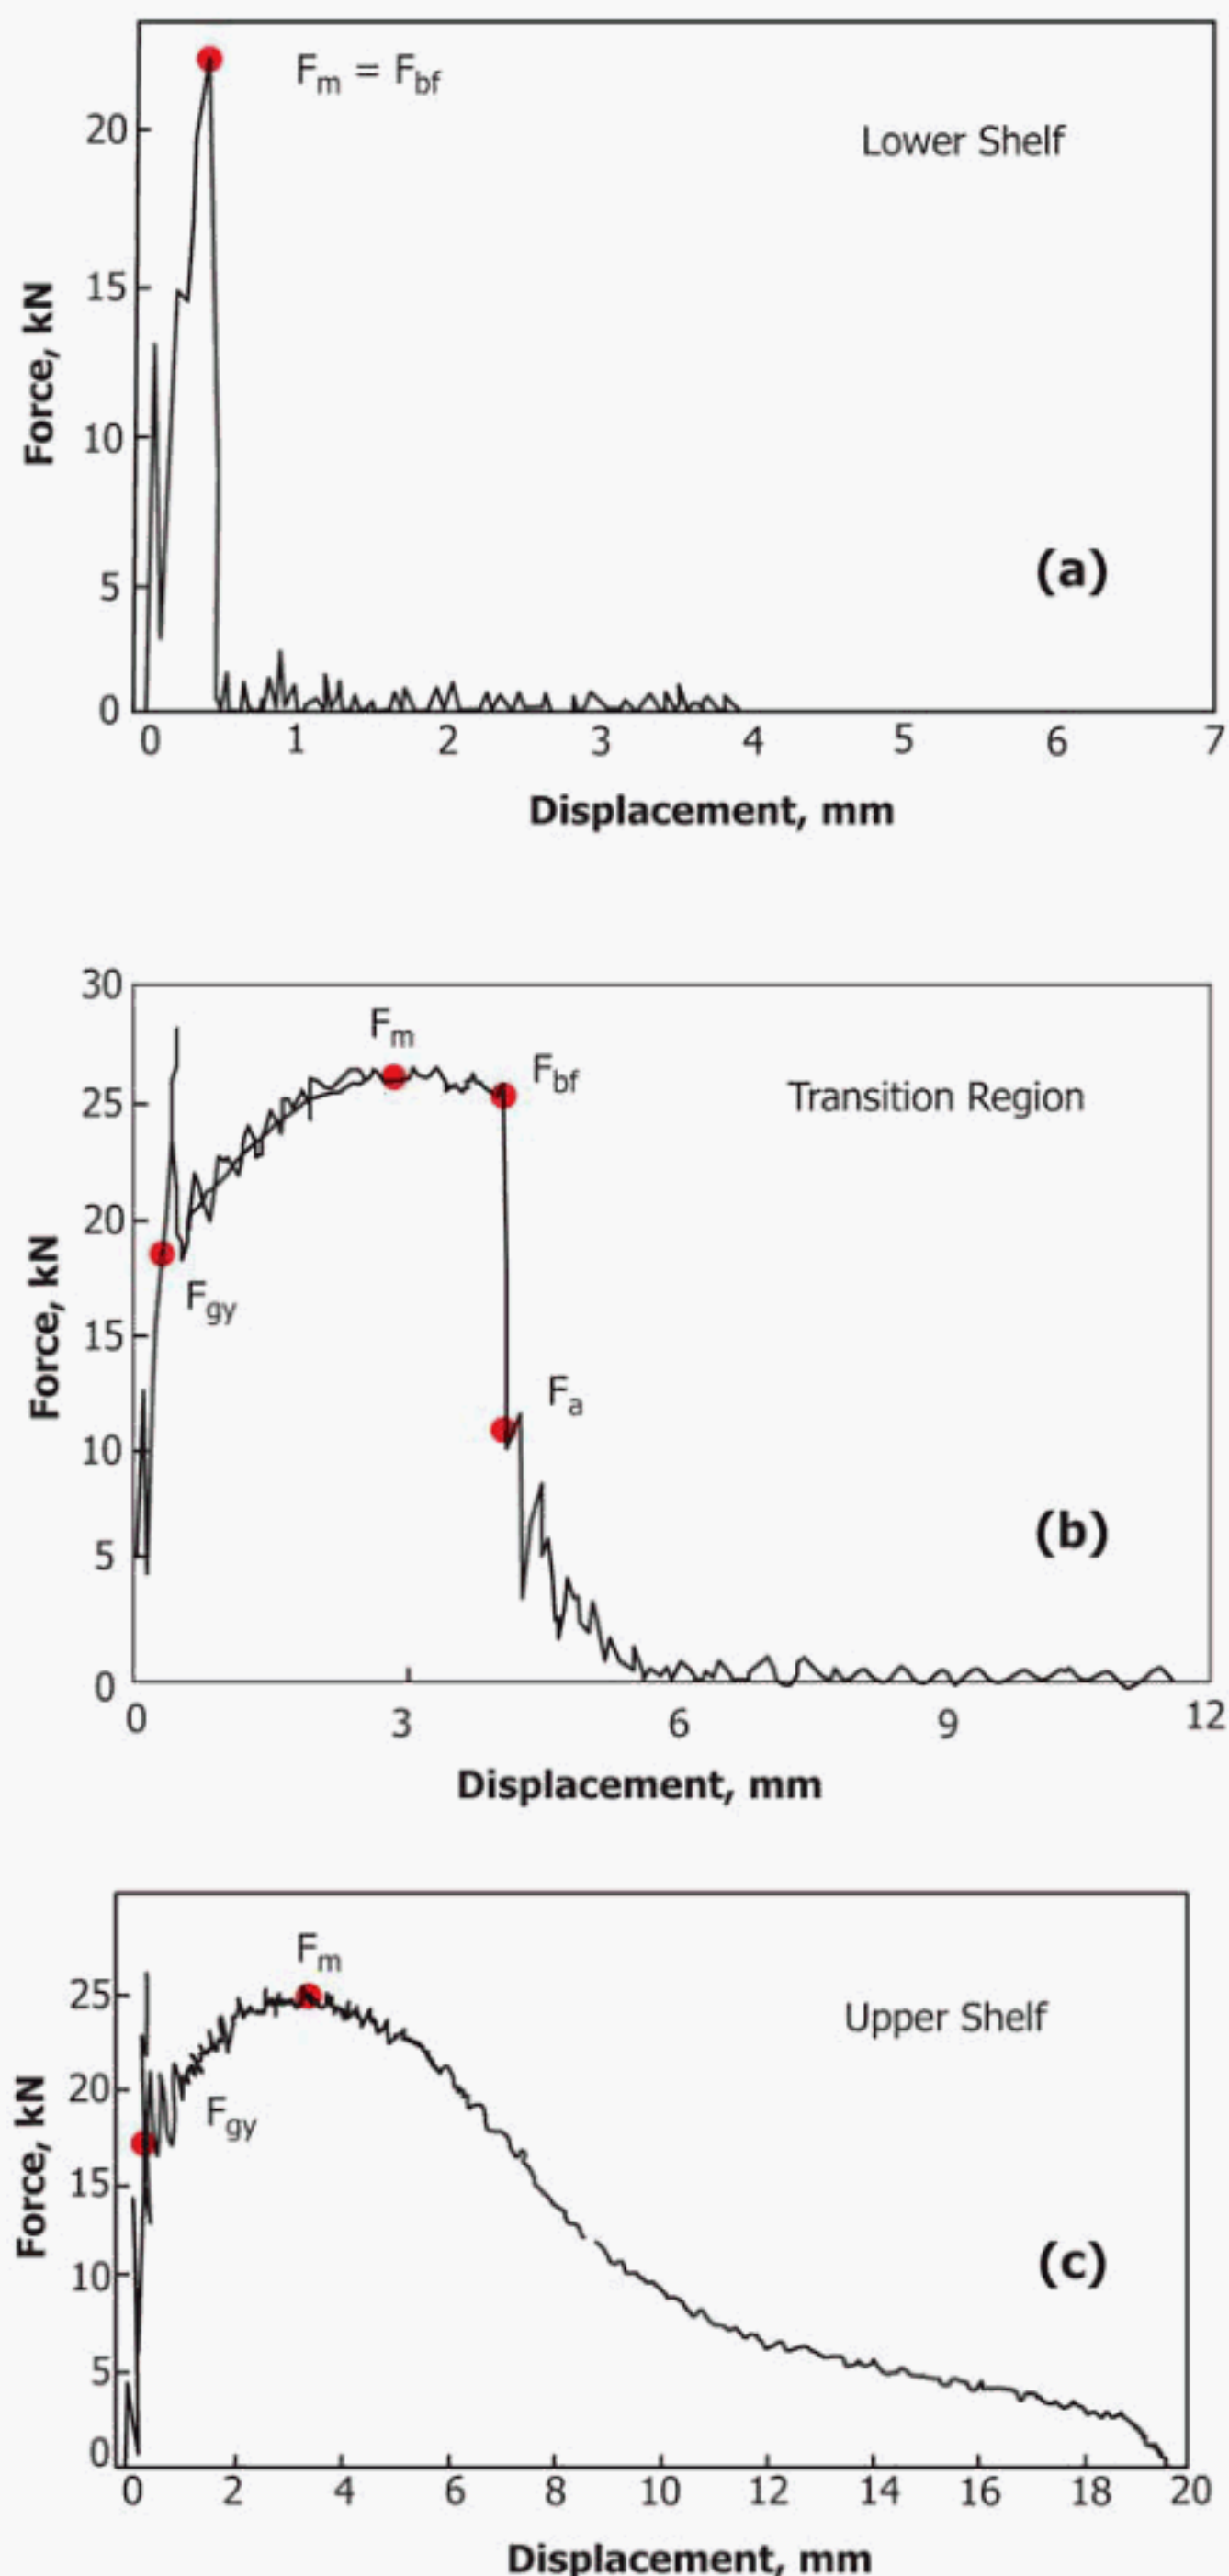 F_m = F_bf
Lower Shelf
20
15
10
5
0
Force, kN
(a)
0 1 2 3 4 5 6 7
Displacement, mm
30
25
20
15
10
5
0
Force, kN
F_m
F_bf
Transition Region
F_gy
F_a
(b)
0 3 6 9 12
Displacement, mm
25
20
15
10
5
0
Force, kN
F_m
Upper Shelf
F_gy
(c)
0 2 4 6 8 10 12 14 16 18 20
Displacement, mm